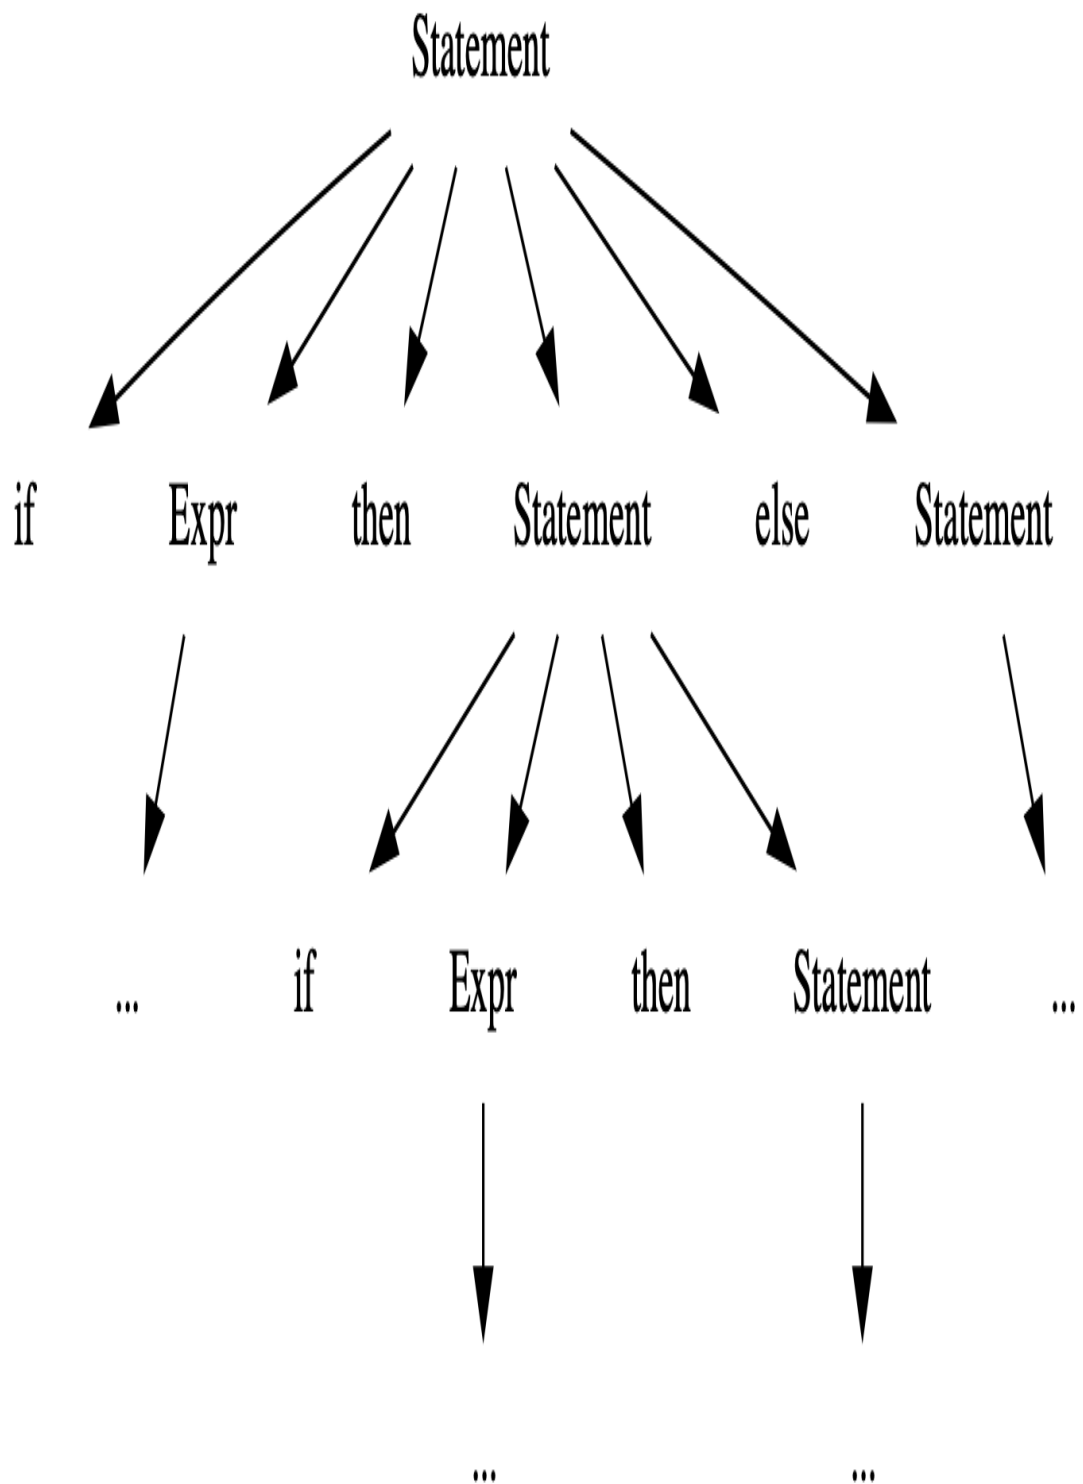 Statement
if Expr then Statement else Statement
... if Expr then Statement ...
... ...